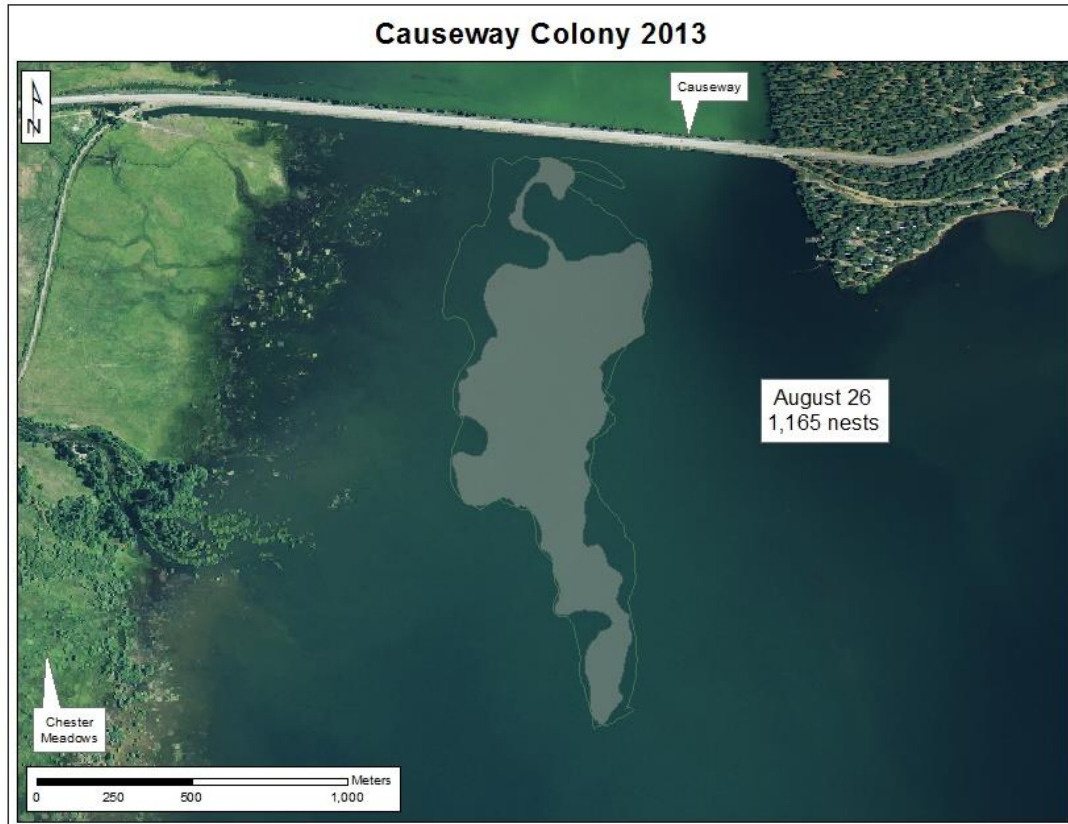 Causeway Colony 2013
N
Causeway
August 26
1,165 nests
Chester
Meadows
Meters
0 250 500 1,000